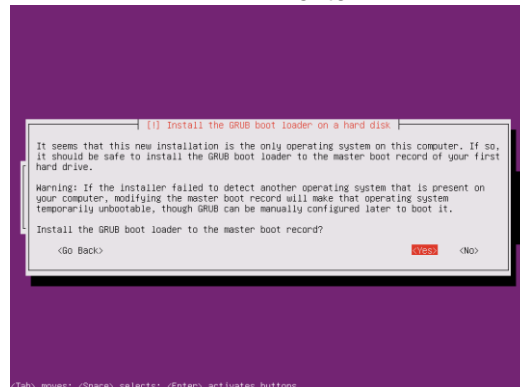 [!] Install the GRUB boot loader on a hard disk
It seems that this new installation is the only operating system on this computer. If so,
it should be safe to install the GRUB boot loader to the master boot record of your first
hard drive.
Warning: If the installer failed to detect another operating system that is present on
your computer, modifying the master boot record will make that operating system
temporarily unbootable, though GRUB can be manually configured later to boot it.
Install the GRUB boot loader to the master boot record?
<Go Back> <Yes> <No>
<Tab> moves; <Space> selects; <Enter> activates buttons